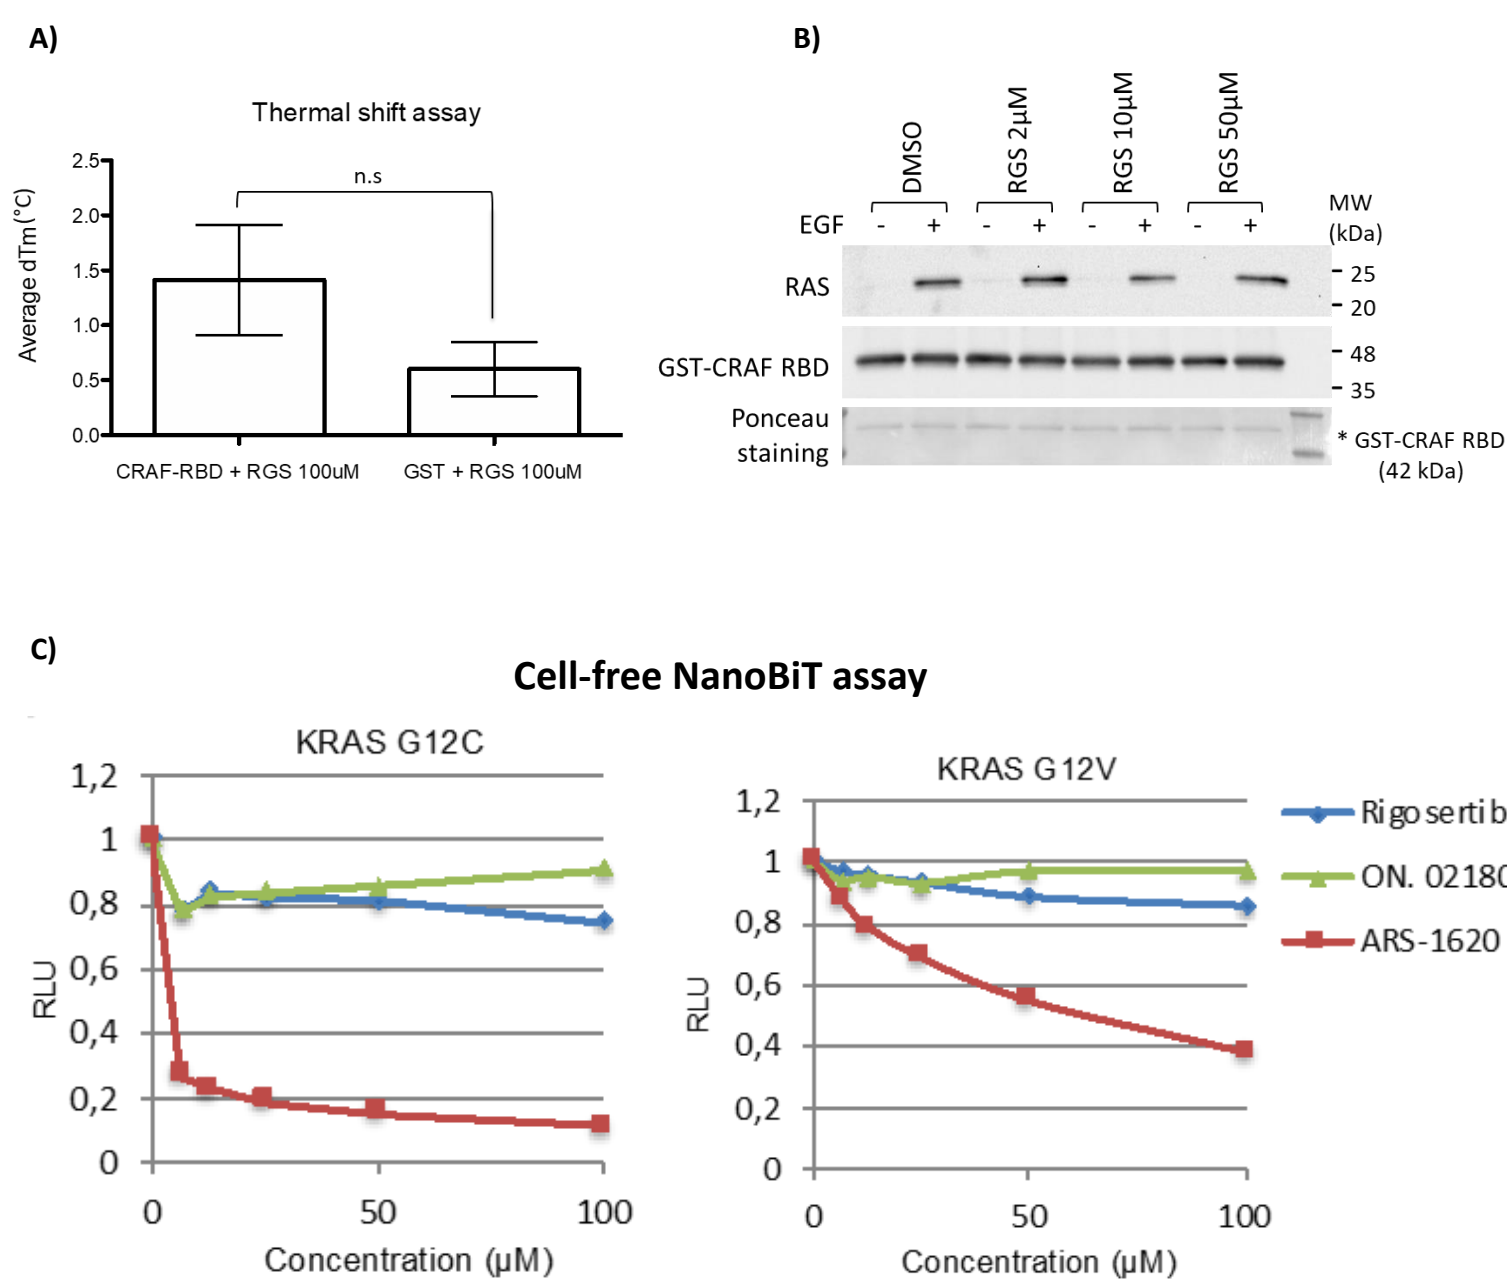 A)
Thermal shift assay
n.s
Average dTm(°C)
2.5
2.0
1.5
1.0
0.5
0.0
CRAF-RBD + RGS 100uM
GST + RGS 100uM
B)
DMSO
RGS 2µM
RGS 10µM
RGS 50µM
EGF - + - + - + - +
MW
(kDa)
RAS
25
20
GST-CRAF RBD
48
35
Ponceau
staining
* GST-CRAF RBD
(42 kDa)
C)
Cell-free NanoBiT assay
KRAS G12C
RLU
1,2
1
0,8
0,6
0,4
0,2
0
0 50 100
Concentration (µM)
KRAS G12V
RLU
1,2
1
0,8
0,6
0,4
0,2
0
0 50 100
Concentration (µM)
Rigosertib
ON. 02180
ARS-1620